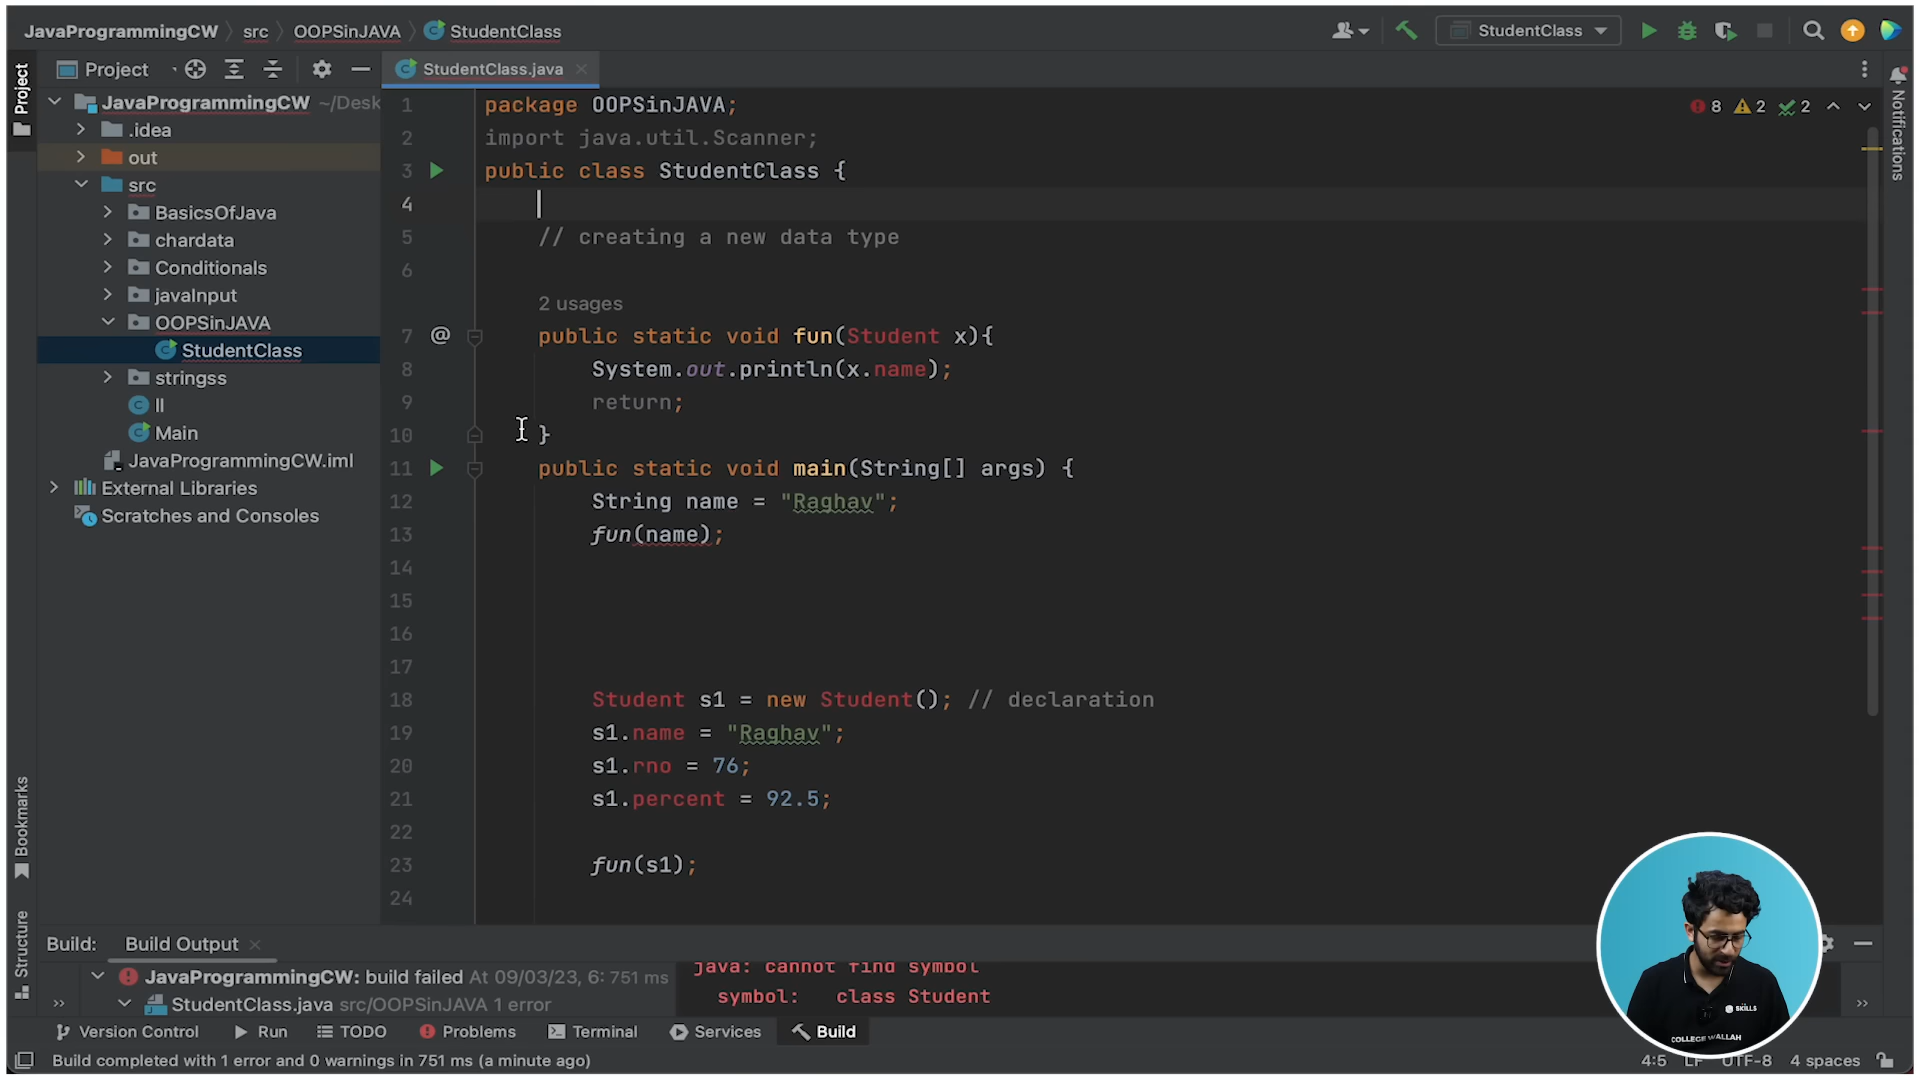 JavaProgrammingCW > src > OOPSinJAVA > StudentClass
StudentClass
Project
Project
StudentClass.java
Notifications
JavaProgrammingCW ~/Desk
.idea
out
src
BasicsOfJava
chardata
Conditionals
javaInput
OOPSinJAVA
StudentClass
stringss
ll
Main
JavaProgrammingCW.iml
External Libraries
Scratches and Consoles
8 2 2
1 package OOPSinJAVA;
2 import java.util.Scanner;
3 public class StudentClass {
4
5 // creating a new data type
6
2 usages
7 @ public static void fun(Student x){
8 System.out.println(x.name);
9 return;
10 }
11 public static void main(String[] args) {
12 String name = "Raghav";
13 fun(name);
14
15
16
17
18 Student s1 = new Student(); // declaration
19 s1.name = "Raghav";
20 s1.rno = 76;
21 s1.percent = 92.5;
22
23 fun(s1);
24
Bookmarks
Structure
Build: Build Output
JavaProgrammingCW: build failed At 09/03/23, 6: 751 ms
StudentClass.java src/OOPSinJAVA 1 error
java: cannot find symbol
symbol: class Student
Version Control Run TODO Problems Terminal Services Build
Build completed with 1 error and 0 warnings in 751 ms (a minute ago)
4:5 LF UTF-8 4 spaces
SKILLS
COLLEGE WALLAH